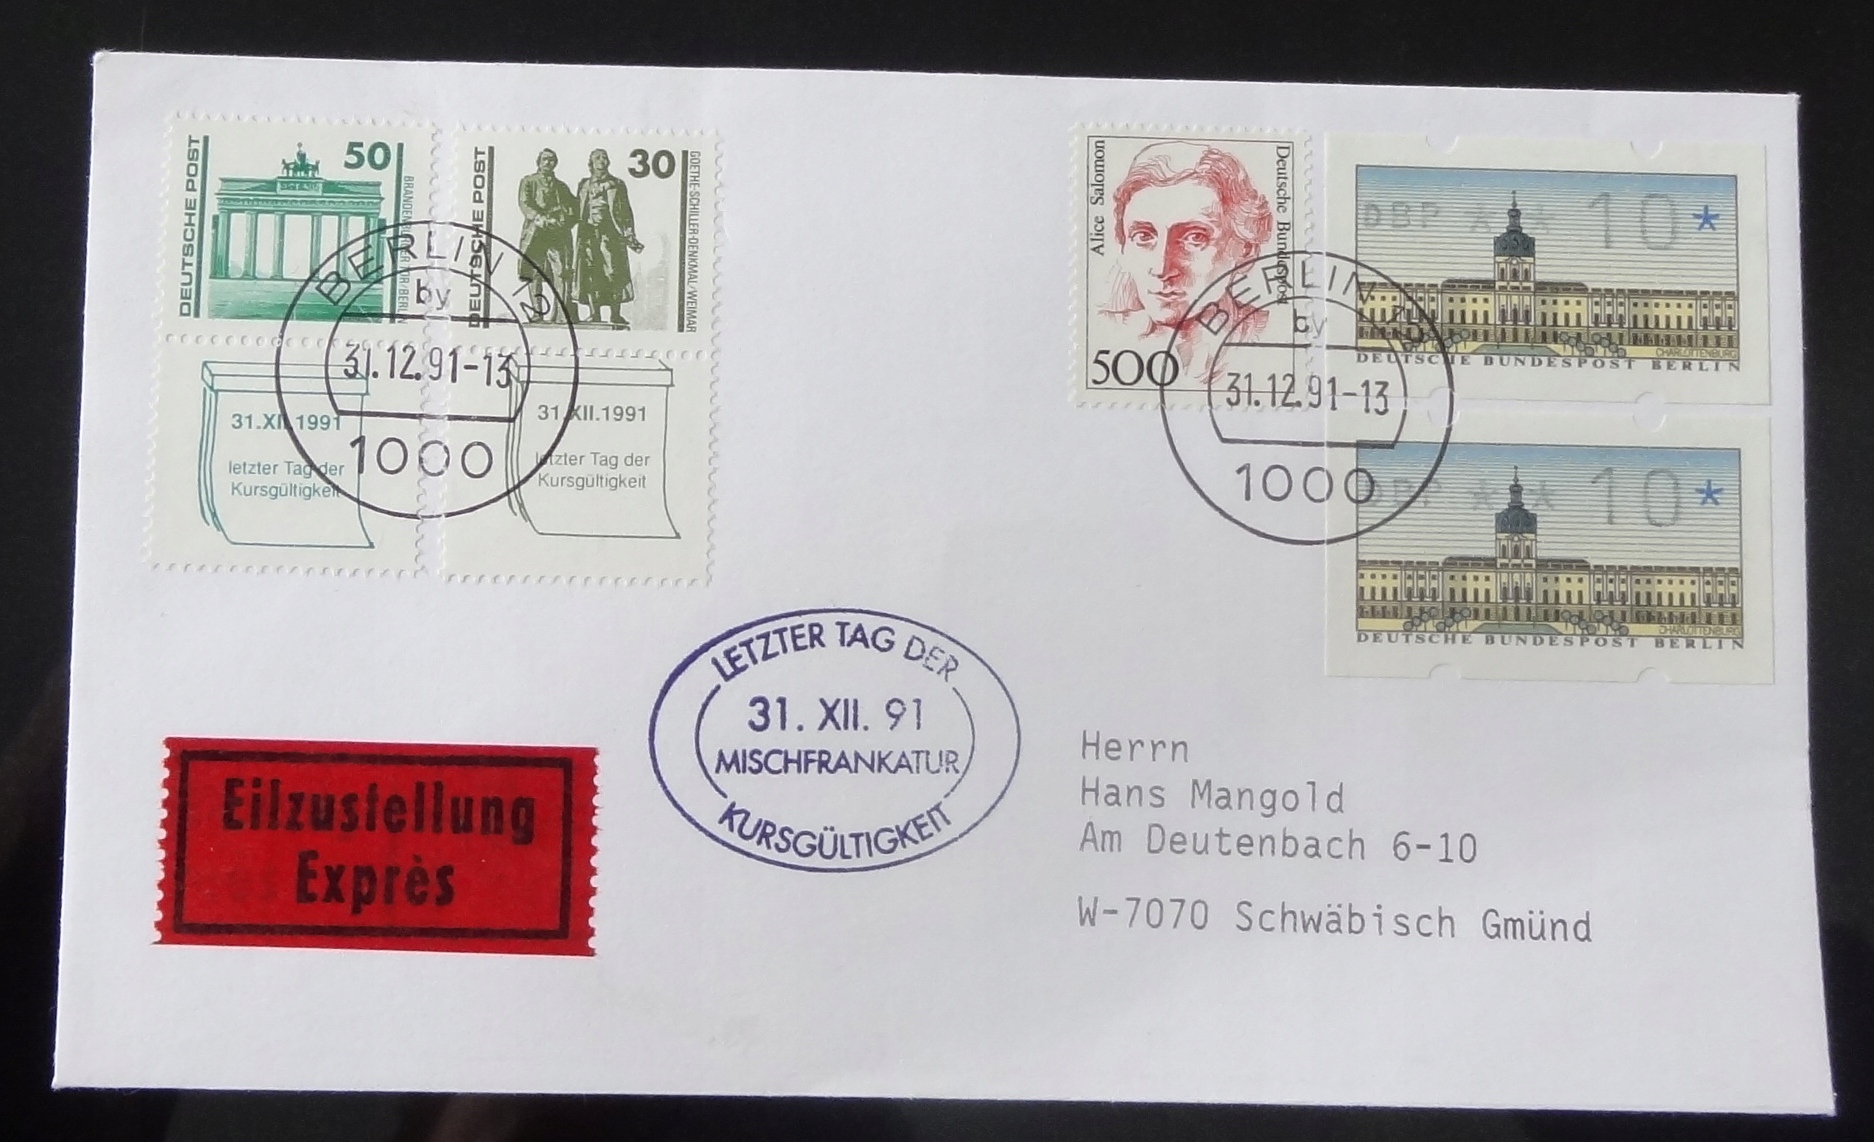 DEUTSCHE POST
50
BRANDENBURGER TOR/BERLIN
DEUTSCHE POST
30
GOETHE-SCHILLER-DENKMAL/WEIMAR
31.XII.1991
letzter Tag der
Kursgültigkeit
31.XII.1991
letzter Tag der
Kursgültigkeit
BERLIN 12
by
31.12.91-13
1000
Alice Salomon
Deutsche Bundespost
500
DBP ** 10*
CHARLOTTENBURG
DEUTSCHE BUNDESPOST BERLIN
BERLIN 12
by
31.12.91-13
1000
DBP ** 10*
CHARLOTTENBURG
DEUTSCHE BUNDESPOST BERLIN
LETZTER TAG DER
31. XII. 91
MISCHFRANKATUR
KURSGÜLTIGKEIT
Eilzustellung
Exprès
Herrn
Hans Mangold
Am Deutenbach 6-10
W-7070 Schwäbisch Gmünd